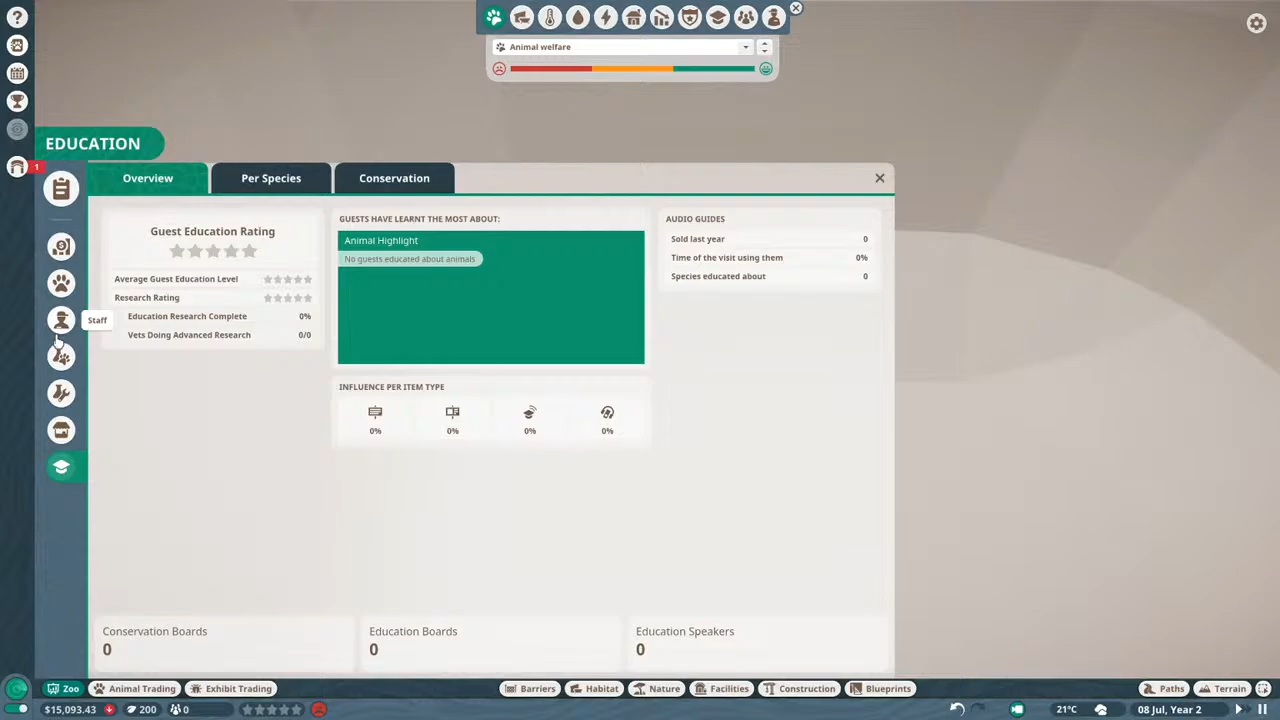 Animal welfare
EDUCATION
1
Overview
Per Species
Conservation
Guest Education Rating
Average Guest Education Level
Research Rating
Education Research Complete 0%
Vets Doing Advanced Research 0/0
Staff
GUESTS HAVE LEARNT THE MOST ABOUT:
Animal Highlight
No guests educated about animals
INFLUENCE PER ITEM TYPE
0% 0% 0% 0%
AUDIO GUIDES
Sold last year 0
Time of the visit using them 0%
Species educated about 0
Conservation Boards
0
Education Boards
0
Education Speakers
0
Zoo
Animal Trading
Exhibit Trading
Barriers
Habitat
Nature
Facilities
Construction
Blueprints
Paths
Terrain
$15,093.43
200
0
21°C
08 Jul, Year 2